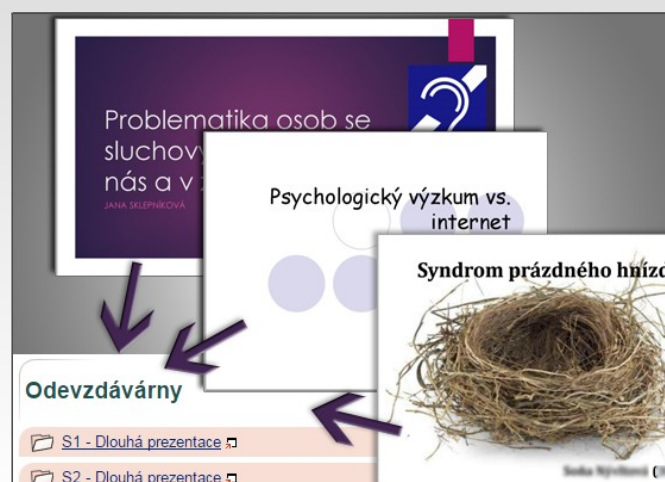 Problematika osob se
sluchový
nás a v
JANA SKLEPNÍKOVÁ
Psychologický výzkum vs.
internet
Syndrom prázdného hnízd
Odevzdávárny
S1 - Dlouhá prezentace
S2 - Dlouhá prezentace